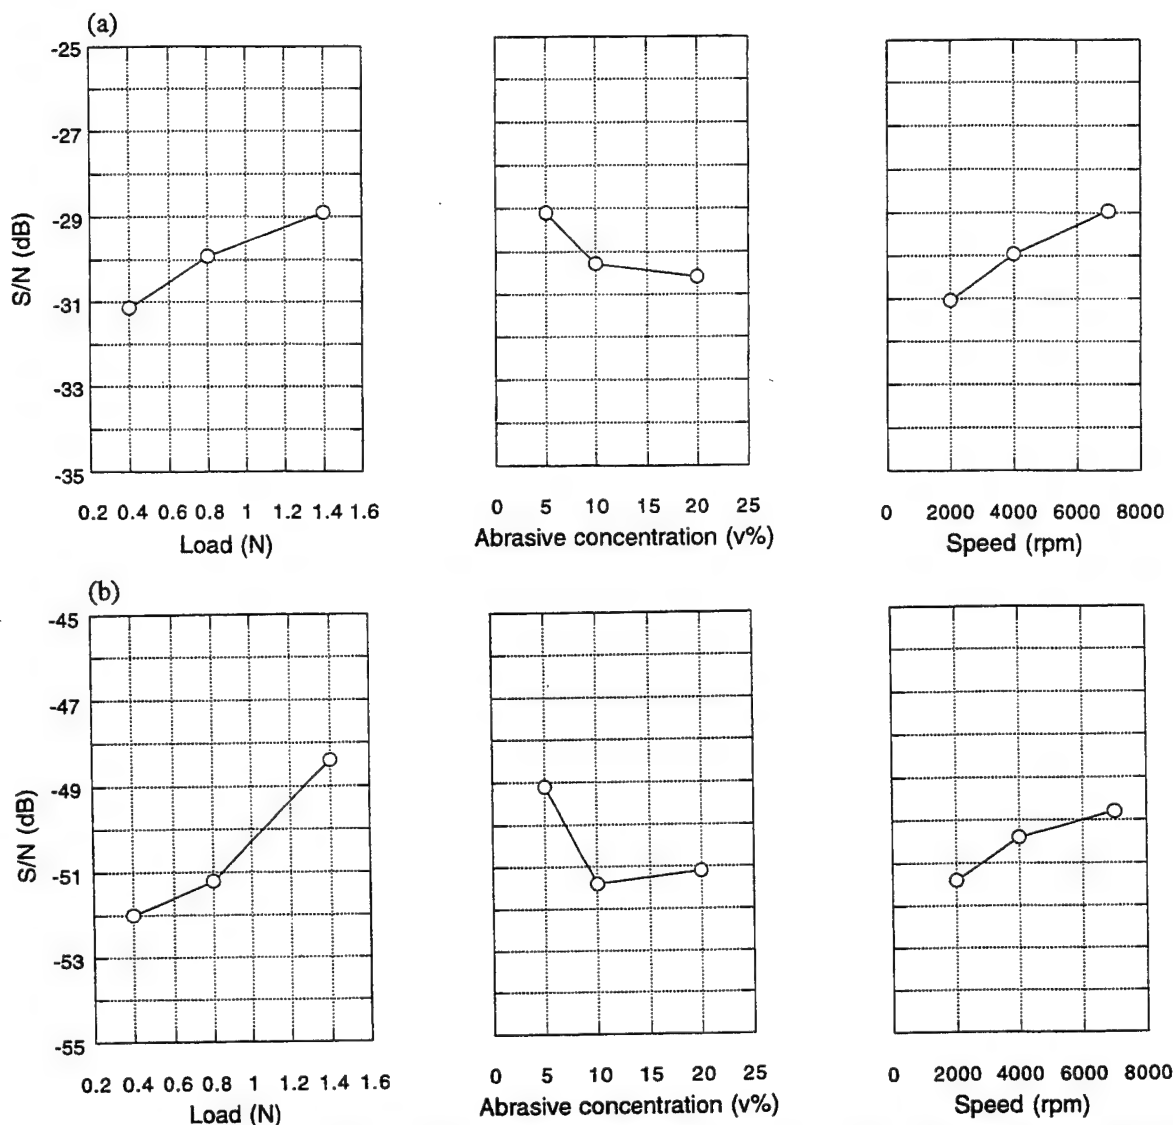 (a)
-25
-27
-29
-31
-33
-35
S/N (dB)
0.2 0.4 0.6 0.8 1 1.2 1.4 1.6
Load (N)
0 5 10 15 20 25
Abrasive concentration (v%)
0 2000 4000 6000 8000
Speed (rpm)
(b)
-45
-47
-49
-51
-53
-55
S/N (dB)
0.2 0.4 0.6 0.8 1 1.2 1.4 1.6
Load (N)
0 5 10 15 20 25
Abrasive concentration (v%)
0 2000 4000 6000 8000
Speed (rpm)